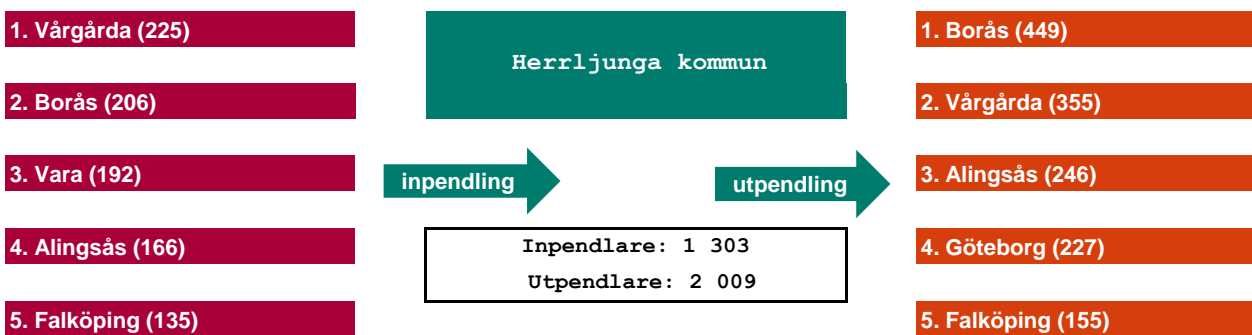 1. Vårgårda (225)
2. Borås (206)
3. Vara (192)
4. Alingsås (166)
5. Falköping (135)
Herrljunga kommun
inpendling
utpendling
Inpendlare: 1 303
Utpendlare: 2 009
1. Borås (449)
2. Vårgårda (355)
3. Alingsås (246)
4. Göteborg (227)
5. Falköping (155)